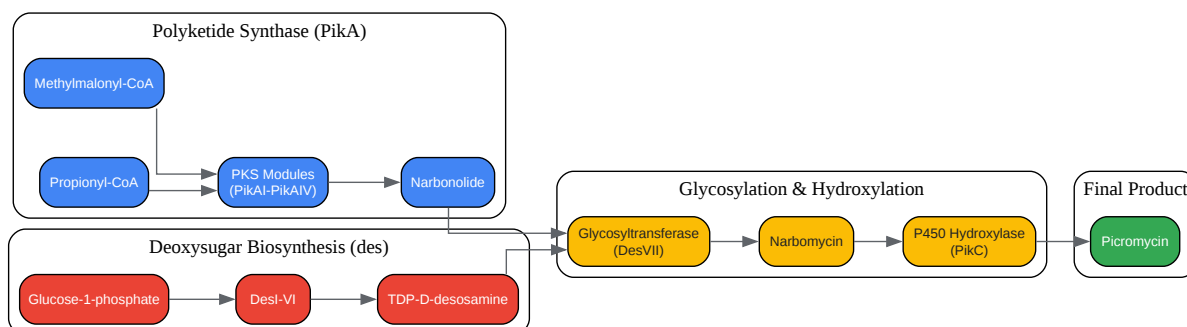 Polyketide Synthase (PikA)
Methylmalonyl-CoA
Propionyl-CoA
PKS Modules
(PikAI-PikAIV)
Narbonolide
Deoxysugar Biosynthesis (des)
Glucose-1-phosphate
DesI-VI
TDP-D-desosamine
Glycosylation & Hydroxylation
Glycosyltransferase
(DesVII)
Narbomycin
P450 Hydroxylase
(PikC)
Final Product
Picromycin